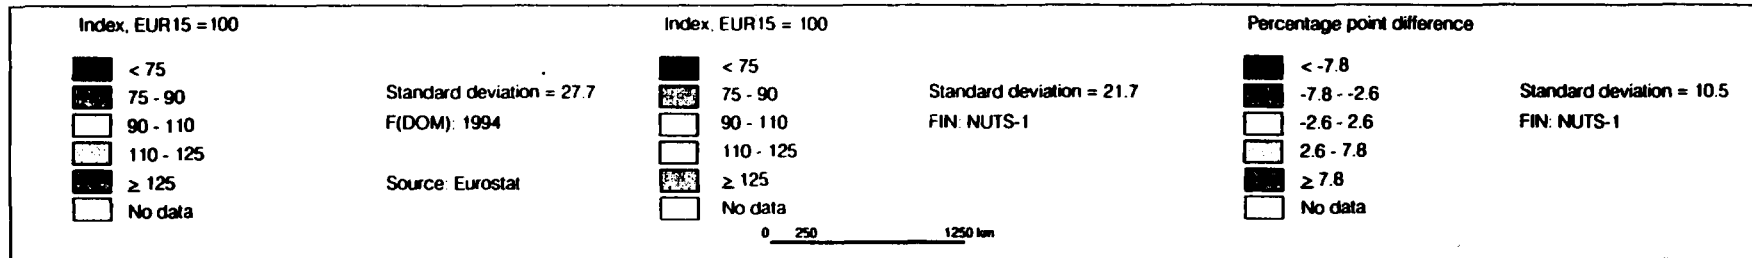 Index, EUR15 =100
< 75
75 - 90
90 - 110
110 - 125
≥ 125
No data
Standard deviation = 27.7
F(DOM): 1994
Source: Eurostat
Index, EUR15 = 100
< 75
75 - 90
90 - 110
110 - 125
≥ 125
No data
Standard deviation = 21.7
FIN: NUTS-1
0 250 1250 km
Percentage point difference
< -7.8
-7.8 - -2.6
-2.6 - 2.6
2.6 - 7.8
≥ 7.8
No data
Standard deviation = 10.5
FIN: NUTS-1